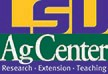 LSU
AgCenter
Research · Extension · Teaching